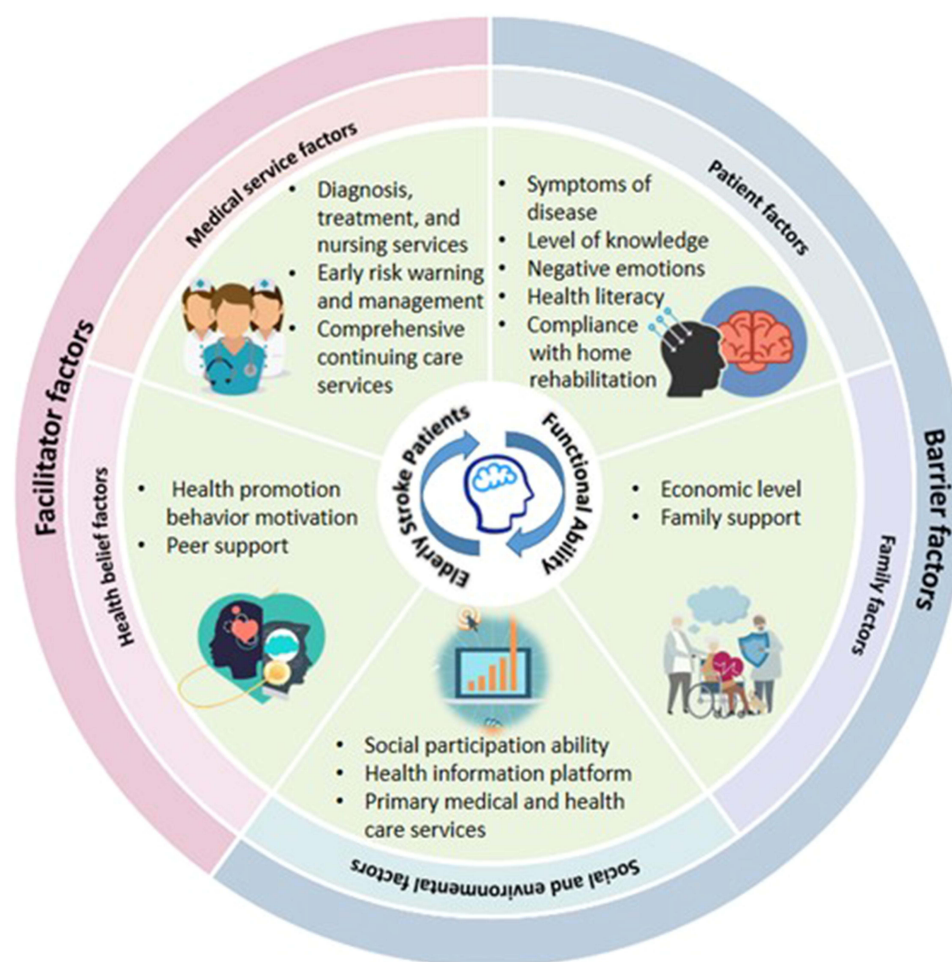 Facilitator factors
Barrier factors
Medical service factors
Diagnosis,
treatment, and
nursing services
Early risk warning
and management
Comprehensive
continuing care
services
Patient factors
Symptoms of
disease
Level of knowledge
Negative emotions
Health literacy
Compliance
with home
rehabilitation
Health belief factors
Health promotion
behavior motivation
Peer support
Elderly Stroke Patients
Functional Ability
Family factors
Economic level
Family support
Social participation ability
Health information platform
Primary medical and health
care services
Social and environmental factors